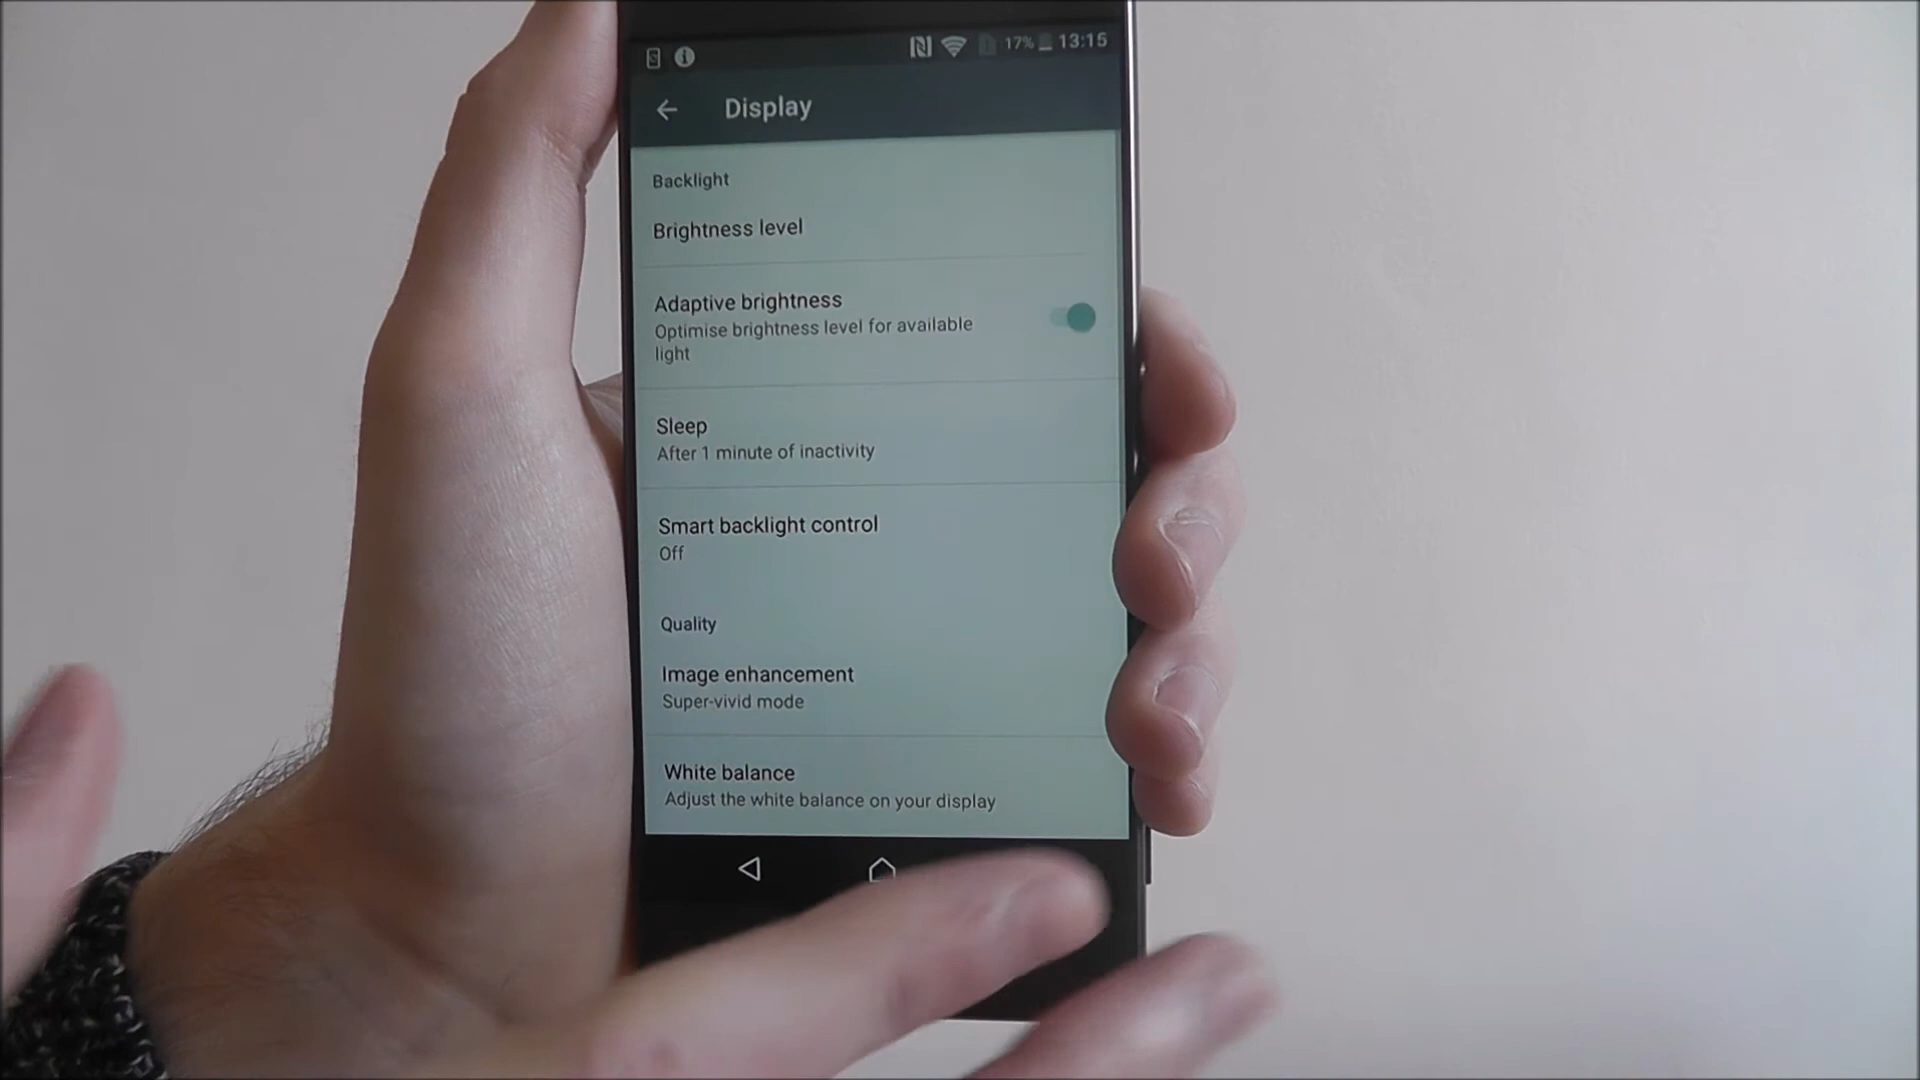 17% 13:15
Display
Backlight
Brightness level
Adaptive brightness
Optimise brightness level for available
light
Sleep
After 1 minute of inactivity
Smart backlight control
Off
Quality
Image enhancement
Super-vivid mode
White balance
Adjust the white balance on your display